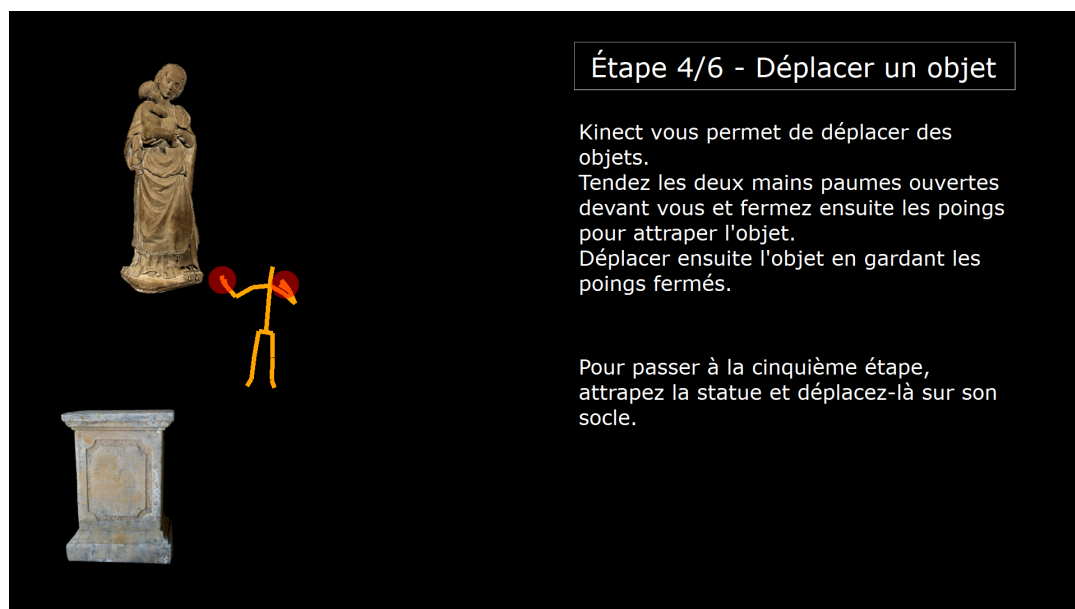 Étape 4/6 - Déplacer un objet
Kinect vous permet de déplacer des
objets.
Tendez les deux mains paumes ouvertes
devant vous et fermez ensuite les poings
pour attraper l'objet.
Déplacer ensuite l'objet en gardant les
poings fermés.
Pour passer à la cinquième étape,
attrapez la statue et déplacez-là sur son
socle.